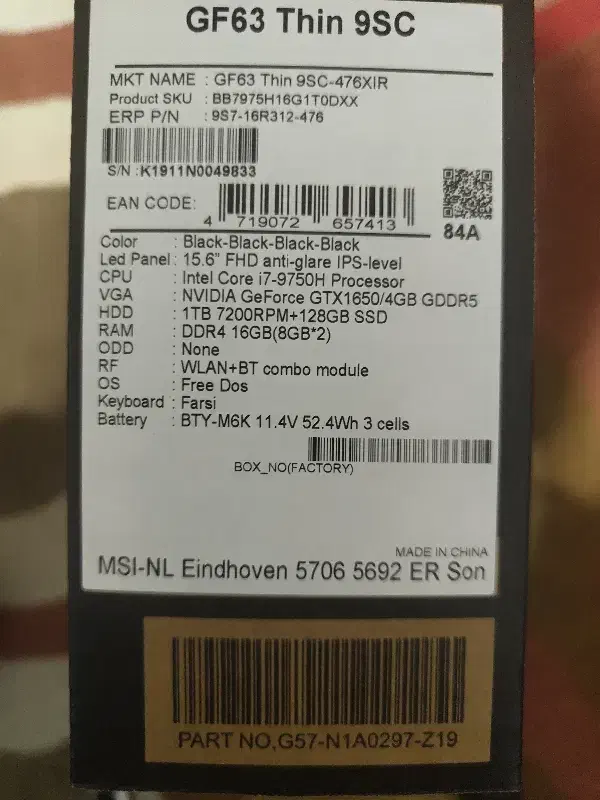 GF63 Thin 9SC
MKT NAME : GF63 Thin 9SC-476XIR
Product SKU : BB7975H16G1T0DXX
ERP P/N : 9S7-16R312-476
S/N :K1911N0049833
EAN CODE:
4 719072 657413
84A
Color : Black-Black-Black-Black
Led Panel : 15.6" FHD anti-glare IPS-level
CPU : Intel Core i7-9750H Processor
VGA : NVIDIA GeForce GTX1650/4GB GDDR5
HDD : 1TB 7200RPM+128GB SSD
RAM : DDR4 16GB(8GB*2)
ODD : None
RF : WLAN+BT combo module
OS : Free Dos
Keyboard : Farsi
Battery : BTY-M6K 11.4V 52.4Wh 3 cells
BOX_NO(FACTORY)
MADE IN CHINA
MSI-NL Eindhoven 5706 5692 ER Son
PART NO,G57-N1A0297-Z19